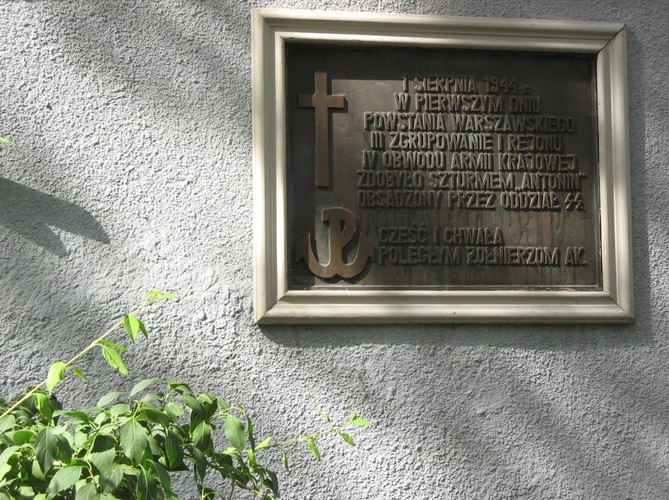 1 SIERPNIA 1944 r.
W PIERWSZYM DNIU
POWSTANIA WARSZAWSKIEGO
III ZGRUPOWANIE I REJONU
IV OBWODU ARMII KRAJOWEJ
ZDOBYŁO SZTURMEM „ANTONIN"
OBSADZONY PRZEZ ODDZIAŁ SS.
CZEŚĆ I CHWAŁA
POLEGŁYM ŻOŁNIERZOM AK.